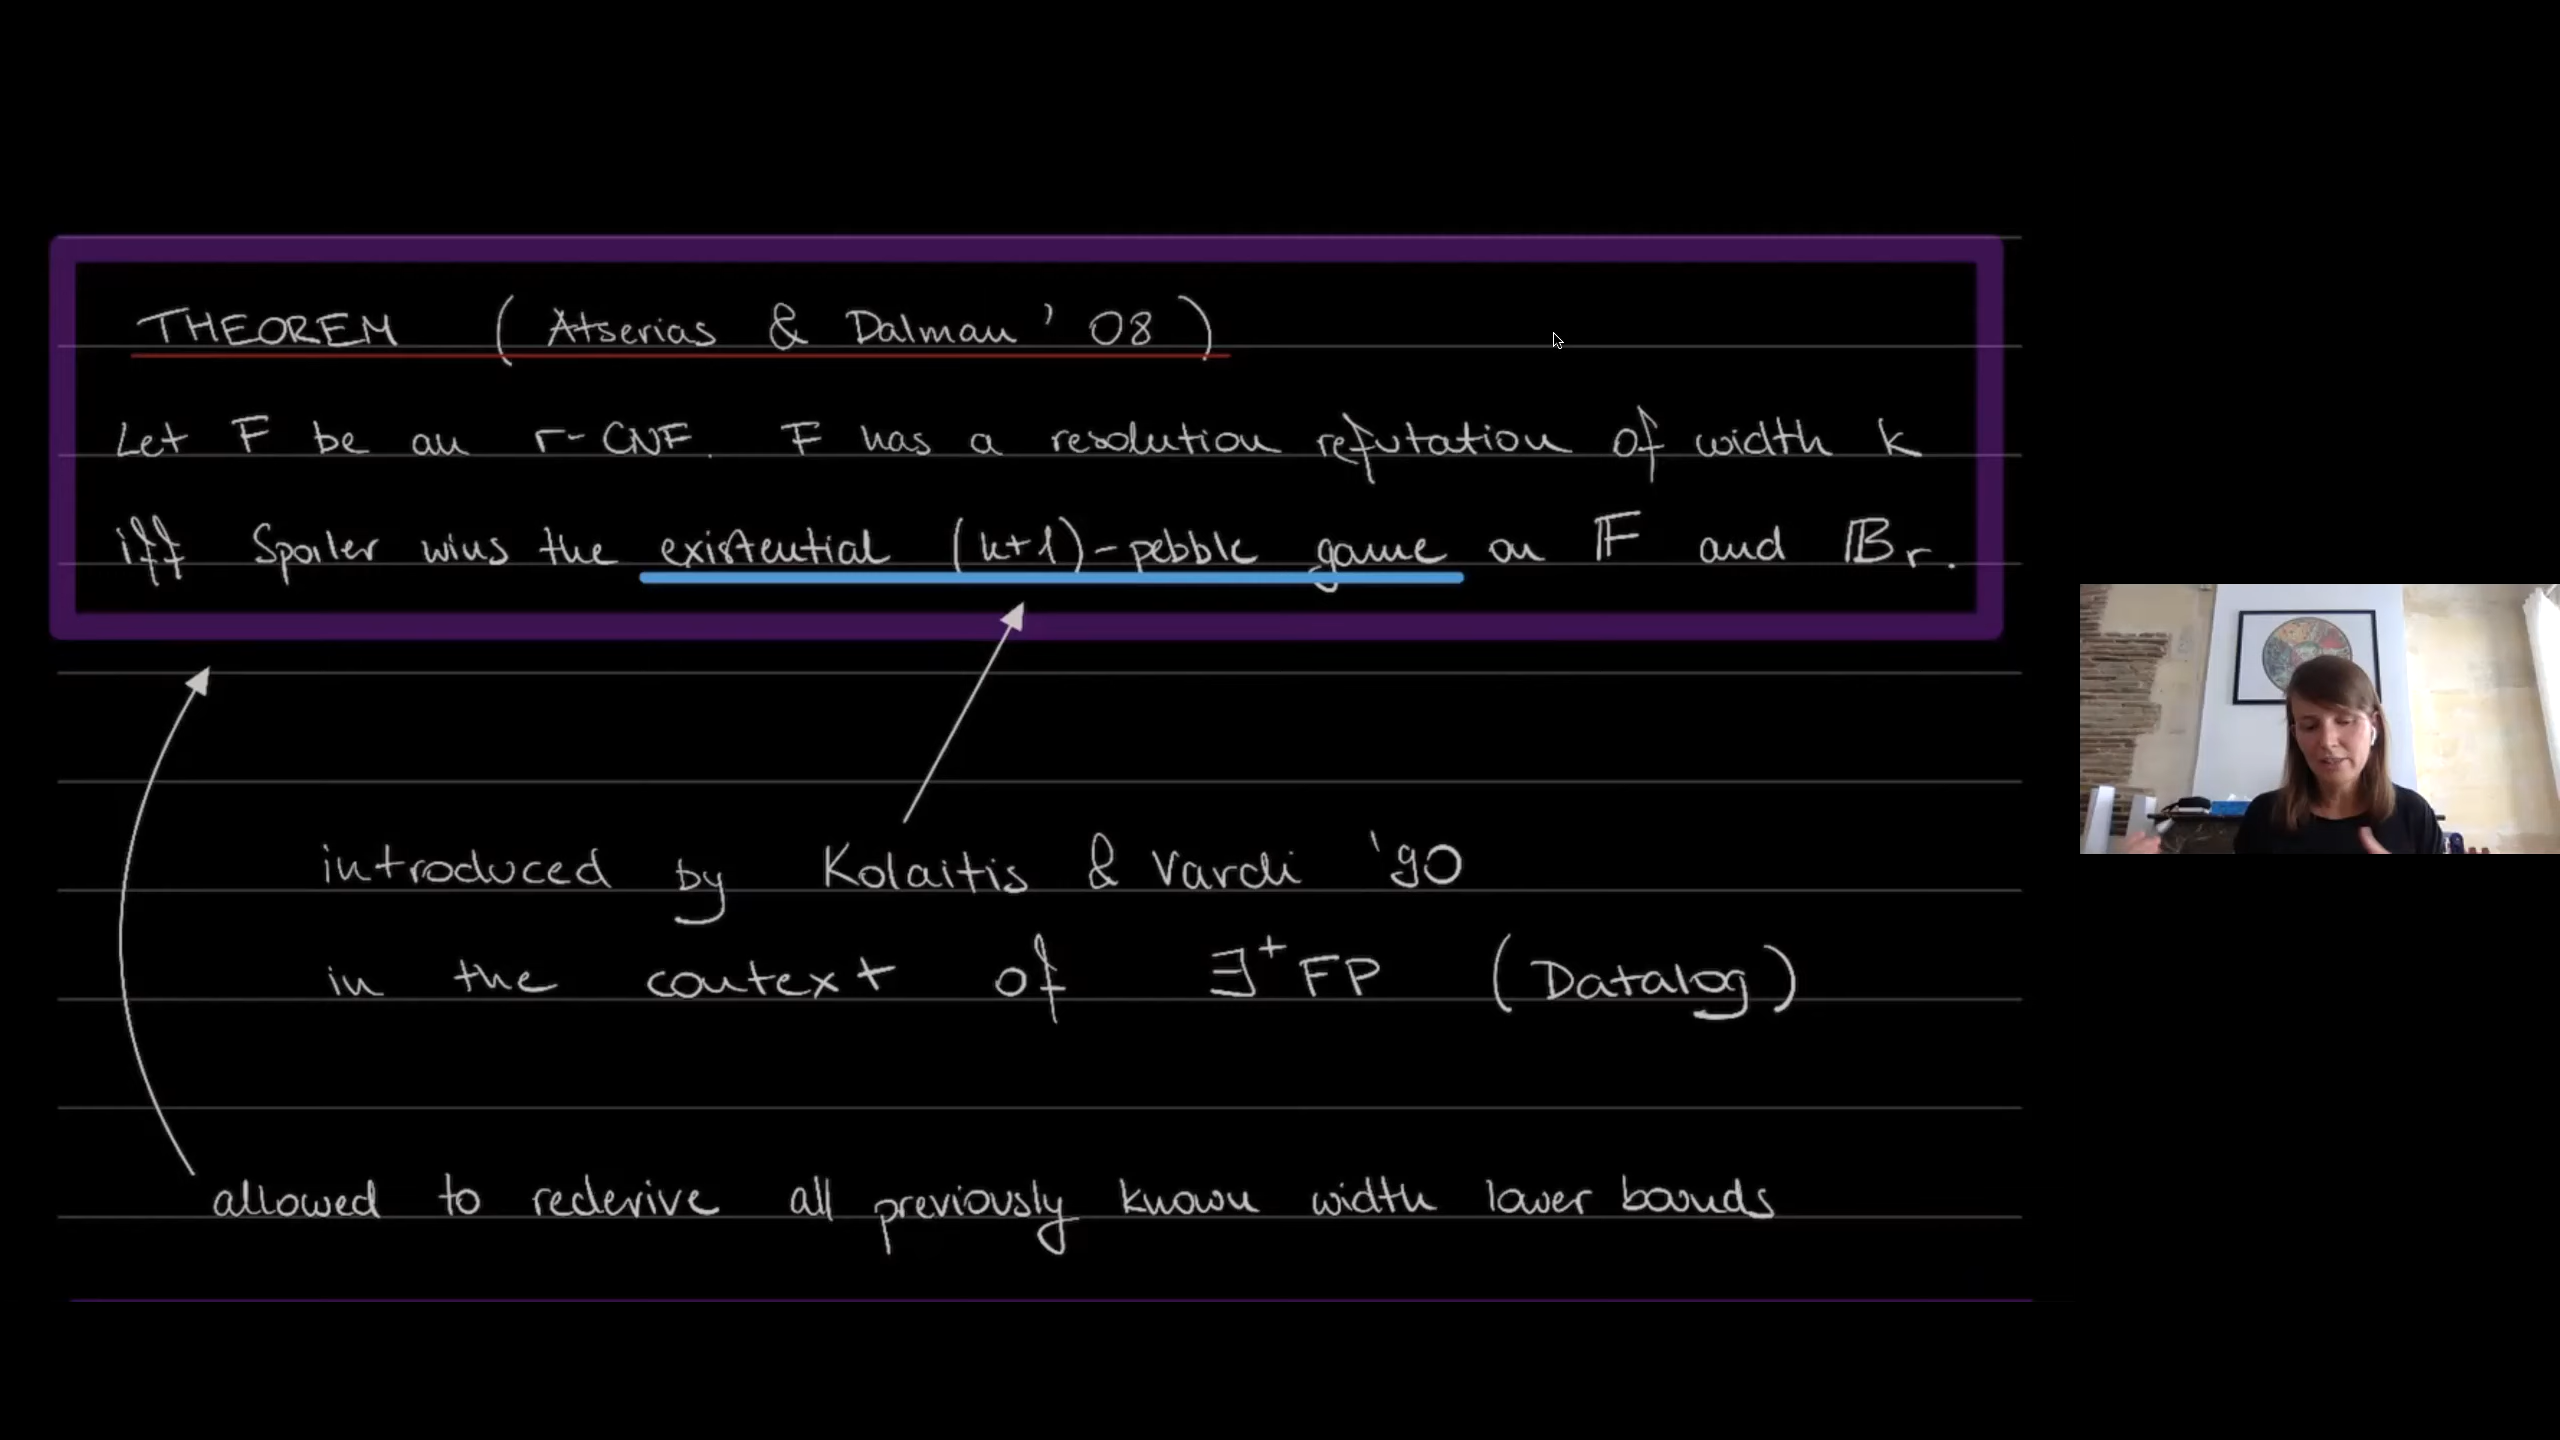 THEOREM (Atserias & Dalmau '08)
Let F be an r-CNF. F has a resolution refutation of width k
iff Spoiler wins the existential (k+1)-pebble game on 𝔽 and 𝔹r.
introduced by Kolaitis & Vardi '90
in the context of ∃⁺FP (Datalog)
allowed to rederive all previously known width lower bounds